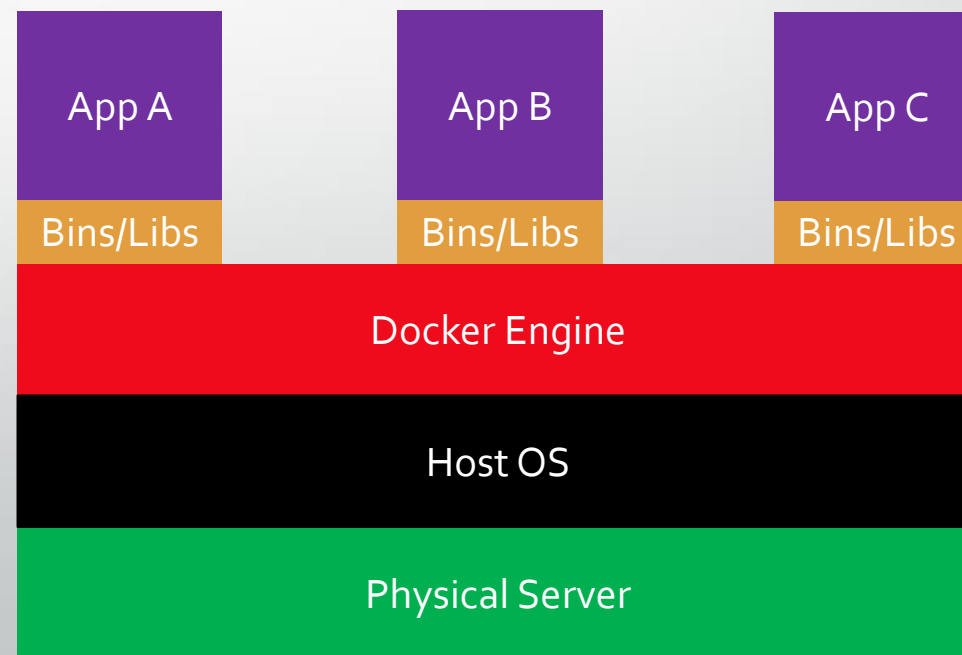 App A
App B
App C
Bins/Libs
Bins/Libs
Bins/Libs
Docker Engine
Host OS
Physical Server